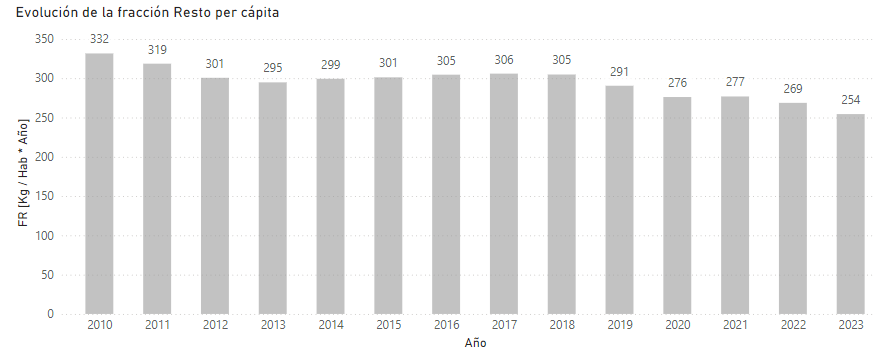 Evolución de la fracción Resto per cápita
FR [Kg / Hab * Año]
350
300
250
200
150
100
50
0
332 319 301 295 299 301 305 306 305 291 276 277 269 254
2010 2011 2012 2013 2014 2015 2016 2017 2018 2019 2020 2021 2022 2023
Año